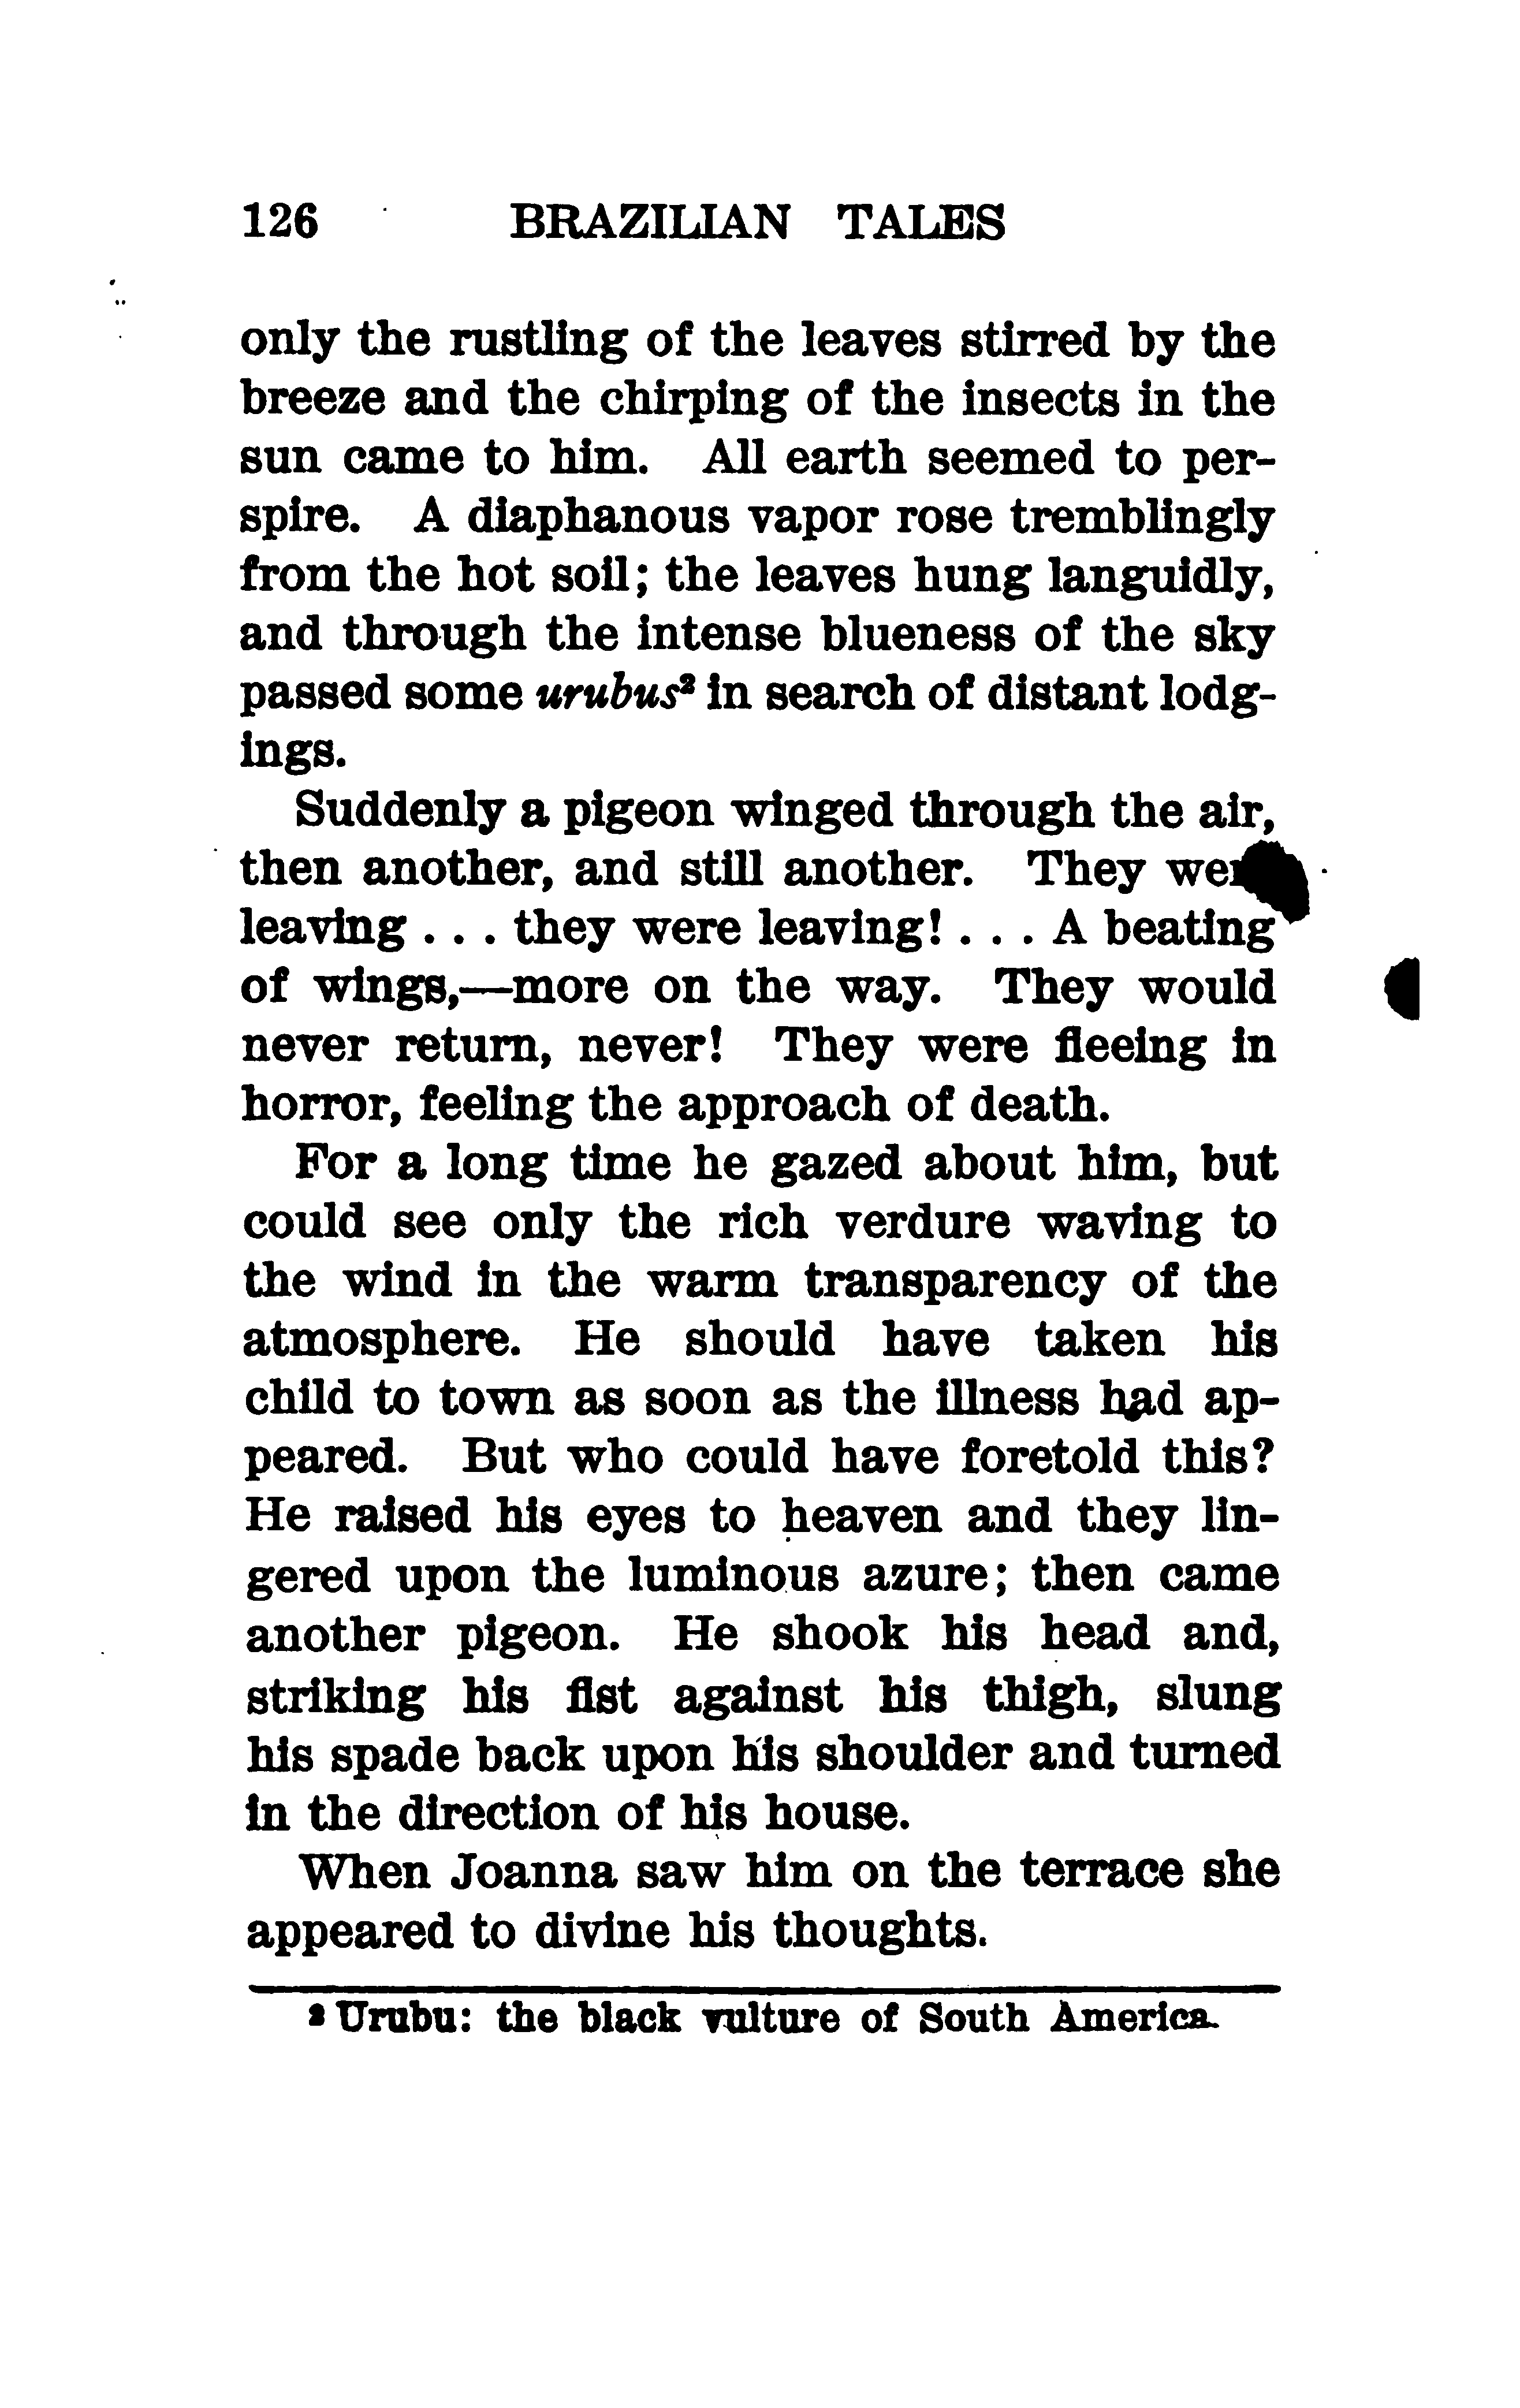 126 BRAZILIAN TALES
only the rustling of the leaves stirred by the
breeze and the chirping of the insects in the
sun came to him. All earth seemed to per-
spire. A diaphanous vapor rose tremblingly
from the hot soil; the leaves hung languidly,
and through the intense blueness of the sky
passed some urubus² in search of distant lodg-
ings.
Suddenly a pigeon winged through the air,
then another, and still another. They
leaving . . . they were leaving! . . . A beating
of wings,—more on the way. They would
never return, never! They were fleeing in
horror, feeling the approach of death.
For a long time he gazed about him, but
could see only the rich verdure waving to
the wind in the warm transparency of the
atmosphere. He should have taken his
child to town as soon as the illness had ap-
peared. But who could have foretold this?
He raised his eyes to heaven and they lin-
gered upon the luminous azure; then came
another pigeon. He shook his head and,
striking his fist against his thigh, slung
his spade back upon his shoulder and turned
in the direction of his house.
When Joanna saw him on the terrace she
appeared to divine his thoughts.
² Urubu: the black vulture of South America.